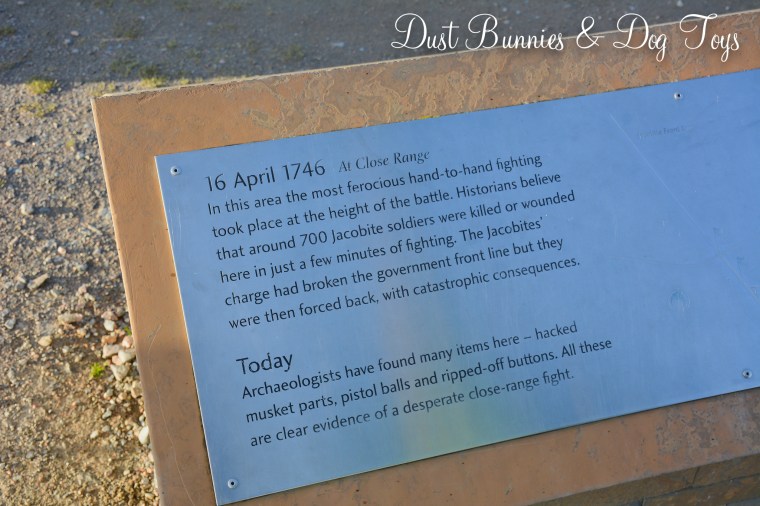 Dust Bunnies & Dog Toys
16 April 1746 At Close Range
In this area the most ferocious hand-to-hand fighting
took place at the height of the battle. Historians believe
that around 700 Jacobite soldiers were killed or wounded
here in just a few minutes of fighting. The Jacobites'
charge had broken the government front line but they
were then forced back, with catastrophic consequences.
Today
Archaeologists have found many items here – hacked
musket parts, pistol balls and ripped-off buttons. All these
are clear evidence of a desperate close-range fight.